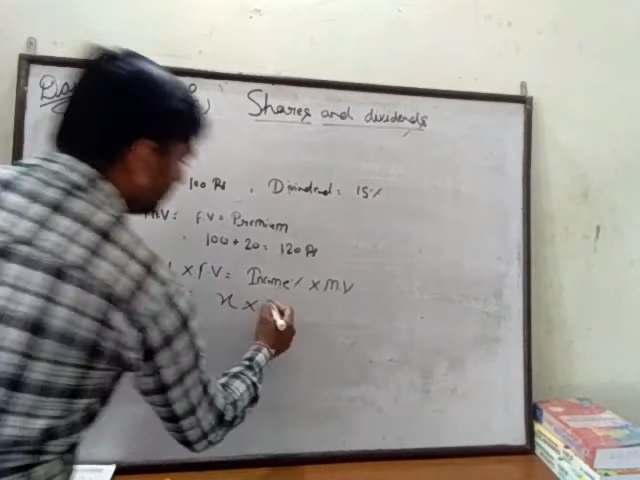 Shares and dividends
100 Rs , Dividend = 15%
M.V = F.V + Premium
= 100 + 20 = 120 Rs
x F.V = Income% x M.V
x x